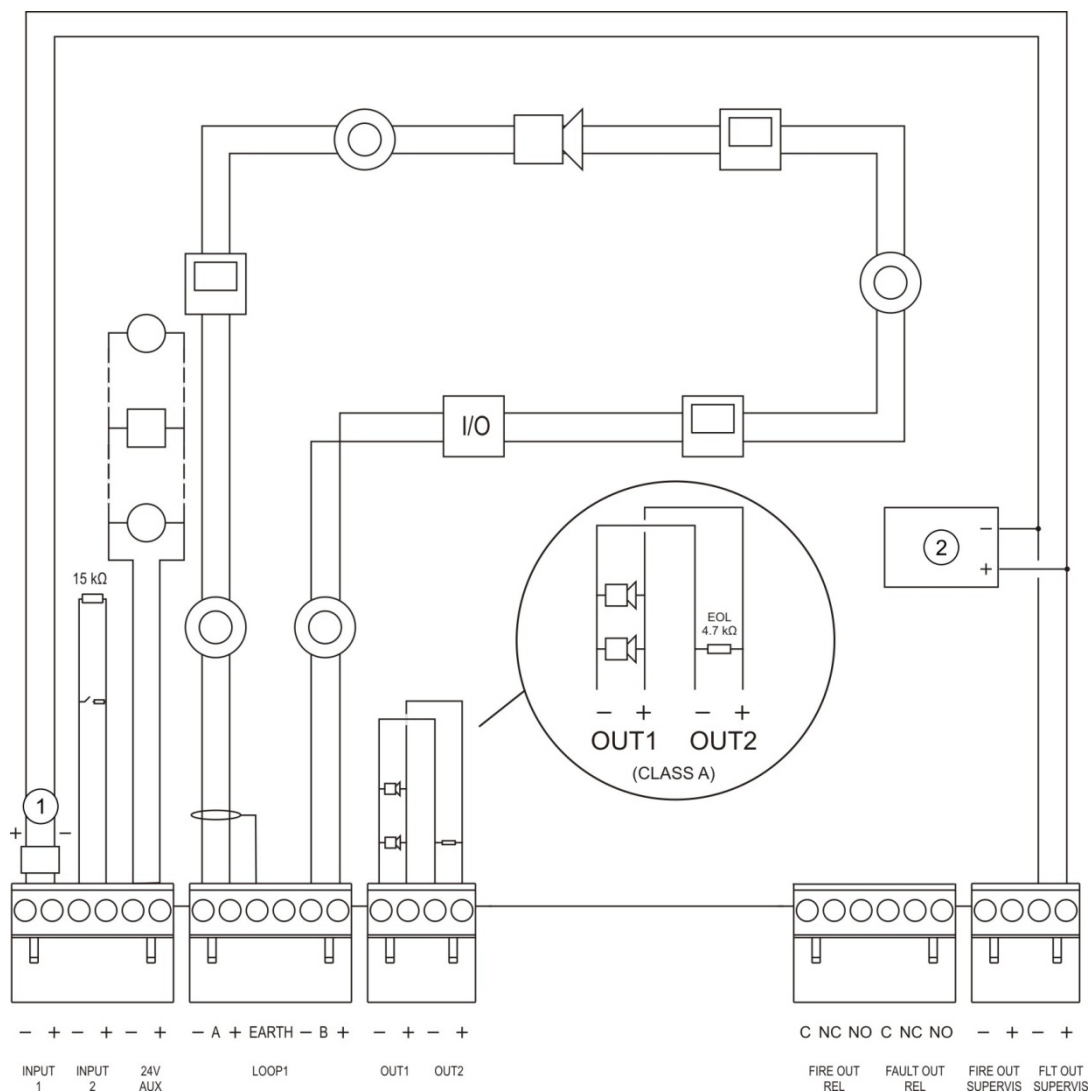 I/O
2
−
+
15 kΩ
EOL
4.7 kΩ
− + − +
OUT1 OUT2
(CLASS A)
1
+ −
− + − + − +
INPUT 1
INPUT 2
24V AUX
− A + EARTH − B +
LOOP1
− + − +
OUT1 OUT2
C NC NO C NC NO
FIRE OUT REL
FAULT OUT REL
− + − +
FIRE OUT SUPERVIS
FLT OUT SUPERVIS